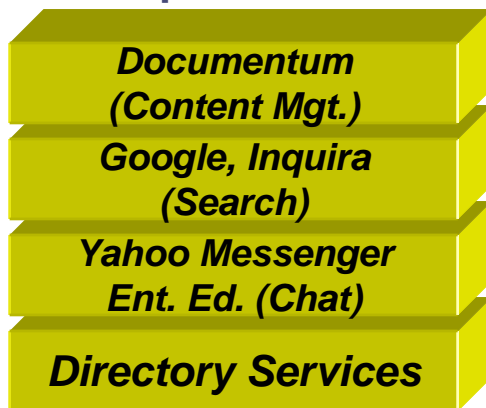 Documentum
(Content Mgt.)
Google, Inquira
(Search)
Yahoo Messenger
Ent. Ed. (Chat)
Directory Services